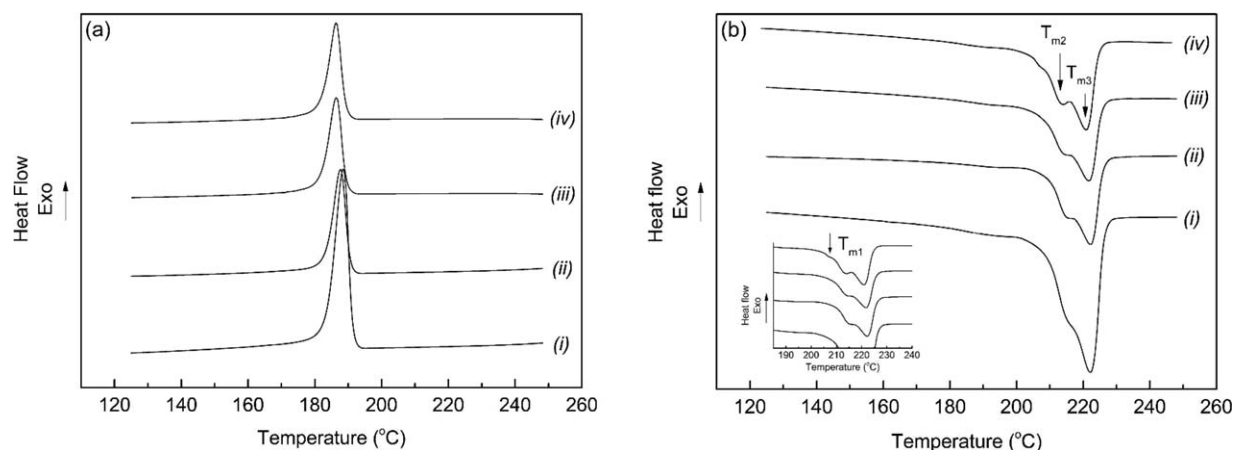 (a)
(iv)
(iii)
(ii)
(i)
Heat Flow
Exo
120 140 160 180 200 220 240 260
Temperature (°C)
(b)
Tm2
Tm3
(iv)
(iii)
(ii)
(i)
Heat flow
Exo
Tm1
Heat flow
Exo
190 200 210 220 230 240
Temperature (°C)
120 140 160 180 200 220 240 260
Temperature (°C)